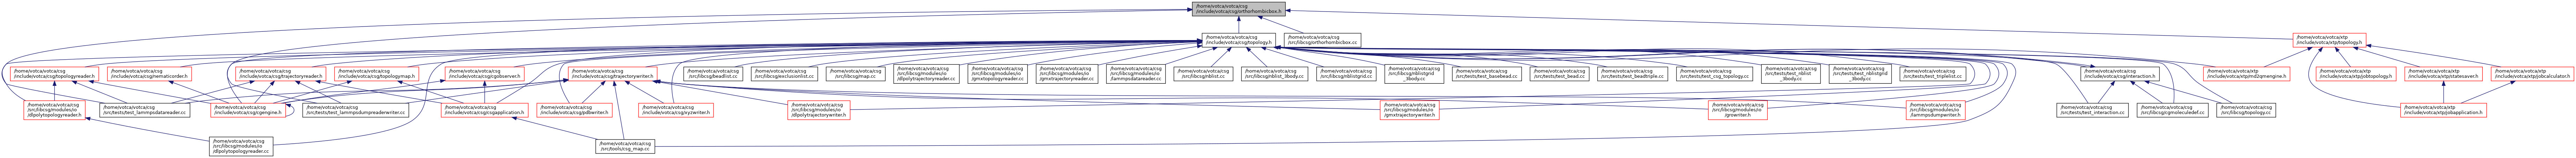 /home/votca/votca/csg
/include/votca/csg/orthorhombicbox.h
/home/votca/votca/csg
/include/votca/csg/topology.h
/home/votca/votca/csg
/src/libcsg/orthorhombicbox.cc
/home/votca/votca/xtp
/include/votca/xtp/topology.h
/home/votca/votca/csg
/include/votca/csg/topologyreader.h
/home/votca/votca/csg
/include/votca/csg/nematicorder.h
/home/votca/votca/csg
/include/votca/csg/trajectoryreader.h
/home/votca/votca/csg
/include/votca/csg/topologymap.h
/home/votca/votca/csg
/include/votca/csg/cgobserver.h
/home/votca/votca/csg
/include/votca/csg/trajectorywriter.h
/home/votca/votca/csg
/src/libcsg/beadlist.cc
/home/votca/votca/csg
/src/libcsg/exclusionlist.cc
/home/votca/votca/csg
/src/libcsg/map.cc
/home/votca/votca/csg
/src/libcsg/modules/io
/dlpolytrajectoryreader.cc
/home/votca/votca/csg
/src/libcsg/modules/io
/gmxtopologyreader.cc
/home/votca/votca/csg
/src/libcsg/modules/io
/gmxtrajectoryreader.cc
/home/votca/votca/csg
/src/libcsg/modules/io
/lammpsdatareader.cc
/home/votca/votca/csg
/src/libcsg/nblist.cc
/home/votca/votca/csg
/src/libcsg/nblist_3body.cc
/home/votca/votca/csg
/src/libcsg/nblistgrid.cc
/home/votca/votca/csg
/src/libcsg/nblistgrid
_3body.cc
/home/votca/votca/csg
/src/tests/test_basebead.cc
/home/votca/votca/csg
/src/tests/test_bead.cc
/home/votca/votca/csg
/src/tests/test_beadtriple.cc
/home/votca/votca/csg
/src/tests/test_csg_topology.cc
/home/votca/votca/csg
/src/tests/test_nblist
_3body.cc
/home/votca/votca/csg
/src/tests/test_nblistgrid
_3body.cc
/home/votca/votca/csg
/src/tests/test_triplelist.cc
/home/votca/votca/csg
/include/votca/csg/interaction.h
/home/votca/votca/xtp
/include/votca/xtp/md2qmengine.h
/home/votca/votca/xtp
/include/votca/xtp/jobtopology.h
/home/votca/votca/xtp
/include/votca/xtp/statesaver.h
/home/votca/votca/xtp
/include/votca/xtp/jobcalculator.h
/home/votca/votca/csg
/src/libcsg/modules/io
/dlpolytopologyreader.h
/home/votca/votca/csg
/src/tests/test_lammpsdatareader.cc
/home/votca/votca/csg
/include/votca/csg/cgengine.h
/home/votca/votca/csg
/src/tests/test_lammpsdumpreaderwriter.cc
/home/votca/votca/csg
/include/votca/csg/csgapplication.h
/home/votca/votca/csg
/include/votca/csg/pdbwriter.h
/home/votca/votca/csg
/include/votca/csg/xyzwriter.h
/home/votca/votca/csg
/src/libcsg/modules/io
/dlpolytrajectorywriter.h
/home/votca/votca/csg
/src/libcsg/modules/io
/gmxtrajectorywriter.h
/home/votca/votca/csg
/src/libcsg/modules/io
/growriter.h
/home/votca/votca/csg
/src/libcsg/modules/io
/lammpsdumpwriter.h
/home/votca/votca/csg
/src/tests/test_interaction.cc
/home/votca/votca/csg
/src/libcsg/cgmoleculedef.cc
/home/votca/votca/csg
/src/libcsg/topology.cc
/home/votca/votca/xtp
/include/votca/xtp/jobapplication.h
/home/votca/votca/csg
/src/libcsg/modules/io
/dlpolytopologyreader.cc
/home/votca/votca/csg
/src/tools/csg_map.cc